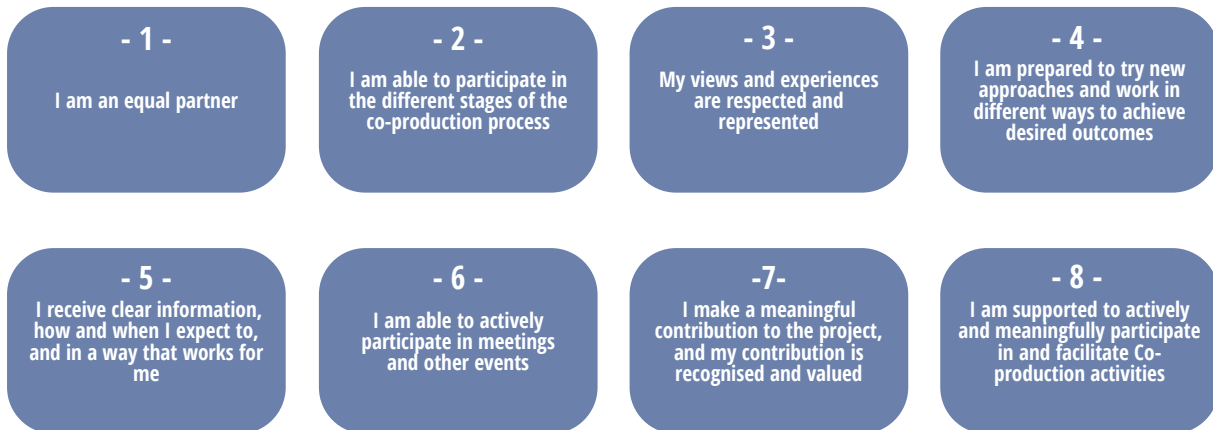 - 1 -
I am an equal partner
- 2 -
I am able to participate in
the different stages of the
co-production process
- 3 -
My views and experiences
are respected and
represented
- 4 -
I am prepared to try new
approaches and work in
different ways to achieve
desired outcomes
- 5 -
I receive clear information,
how and when I expect to,
and in a way that works for
me
- 6 -
I am able to actively
participate in meetings
and other events
-7-
I make a meaningful
contribution to the project,
and my contribution is
recognised and valued
- 8 -
I am supported to actively
and meaningfully participate
in and facilitate Co-
production activities